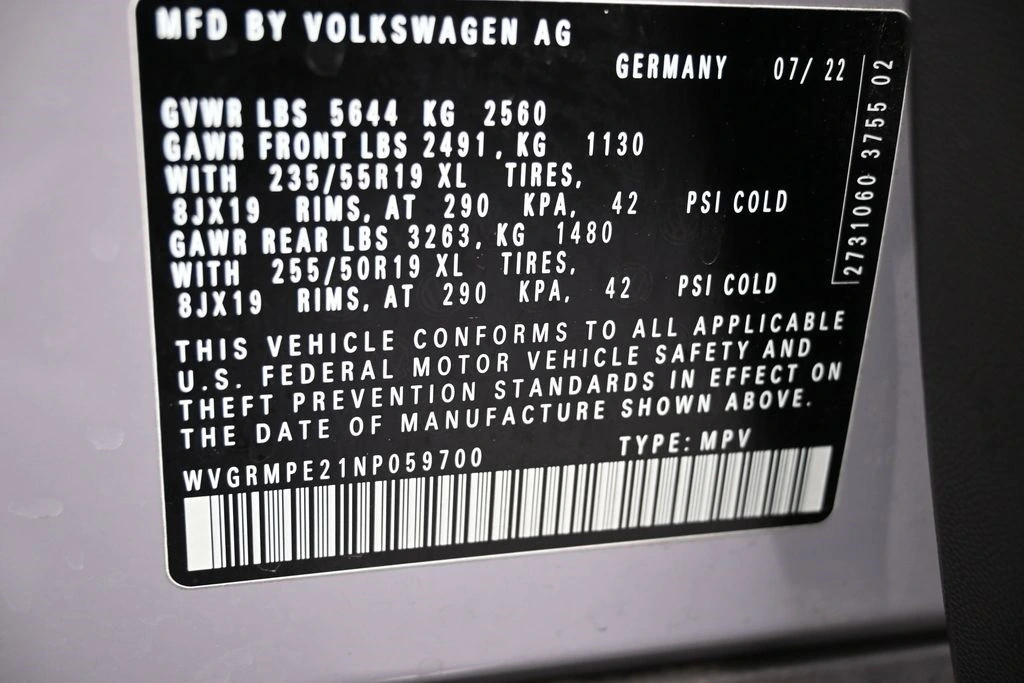 MFD BY VOLKSWAGEN AG
GERMANY 07/ 22
GVWR LBS 5644 KG 2560
GAWR FRONT LBS 2491, KG 1130
WITH 235/55R19 XL TIRES,
8JX19 RIMS, AT 290 KPA, 42 PSI COLD
GAWR REAR LBS 3263, KG 1480
WITH 255/50R19 XL TIRES,
8JX19 RIMS, AT 290 KPA, 42 PSI COLD
THIS VEHICLE CONFORMS TO ALL APPLICABLE
U.S. FEDERAL MOTOR VEHICLE SAFETY AND
THEFT PREVENTION STANDARDS IN EFFECT ON
THE DATE OF MANUFACTURE SHOWN ABOVE.
WVGRMPE21NP059700 TYPE: MPV
2731060 3755 02